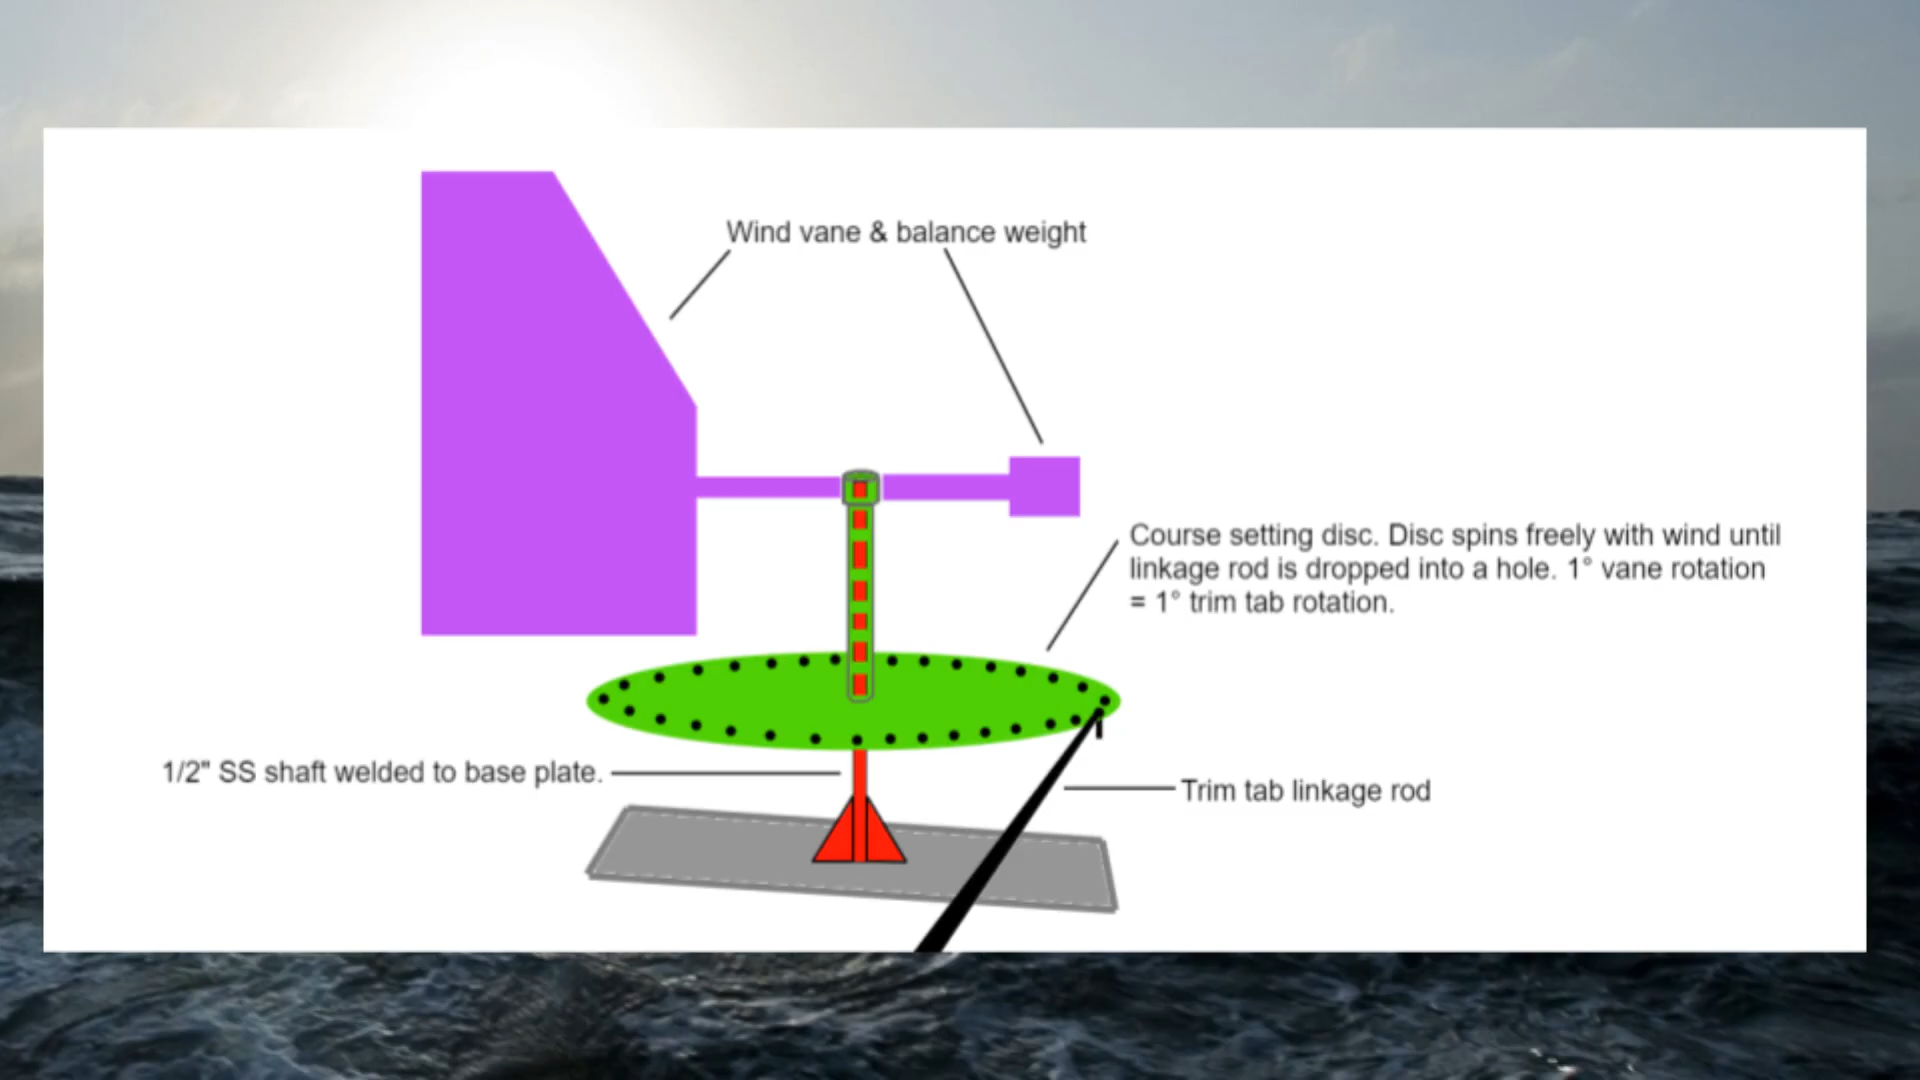 Wind vane & balance weight
Course setting disc. Disc spins freely with wind until
linkage rod is dropped into a hole. 1° vane rotation
= 1° trim tab rotation.
1/2" SS shaft welded to base plate.
Trim tab linkage rod